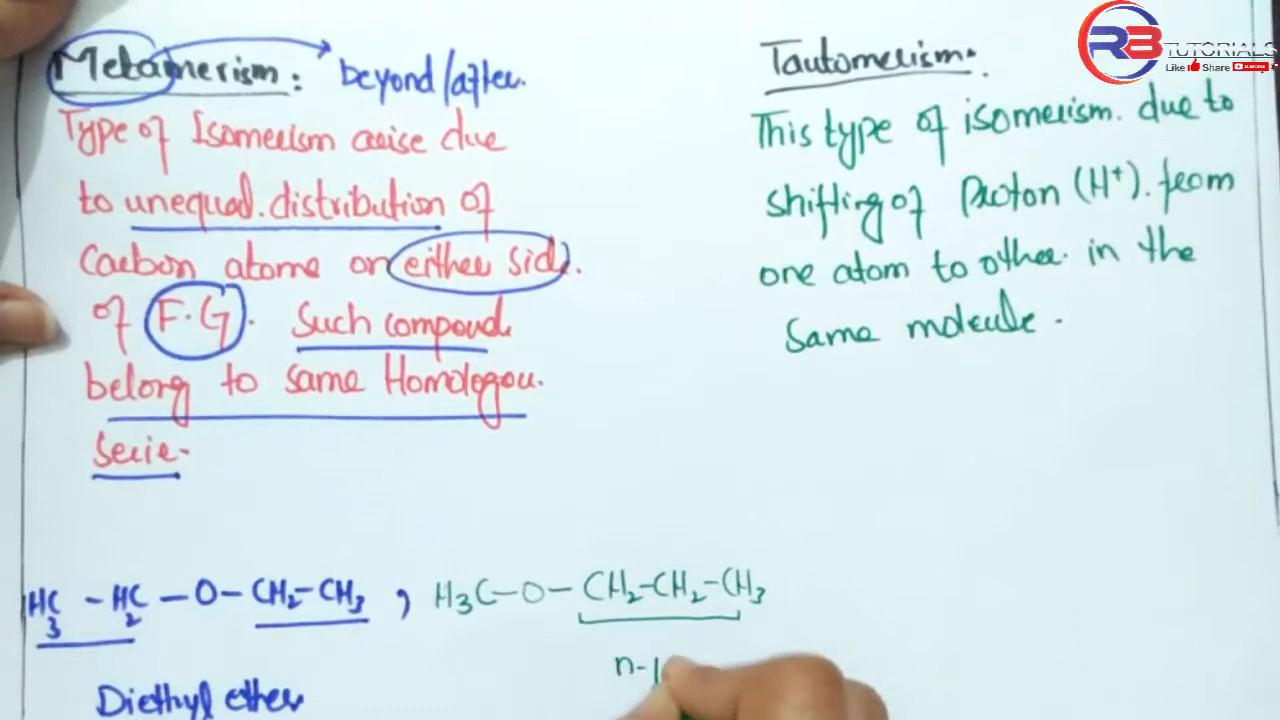 Metamerism:
beyond/after.
Type of Isomerism arise due
to unequal distribution of
Carbon atoms on either side.
of F.G. Such compound
belong to same Homologou.
Serie-
Tautomerism:
This type of isomerism. due to
shifting of Proton (H⁺). from
one atom to other. in the
same molecule.
H₃C - H₂C - O - CH₂ - CH₃ , H₃C - O - CH₂ - CH₂ - CH₃
Diethyl ether
n-
RB TUTORIALS
Like Share